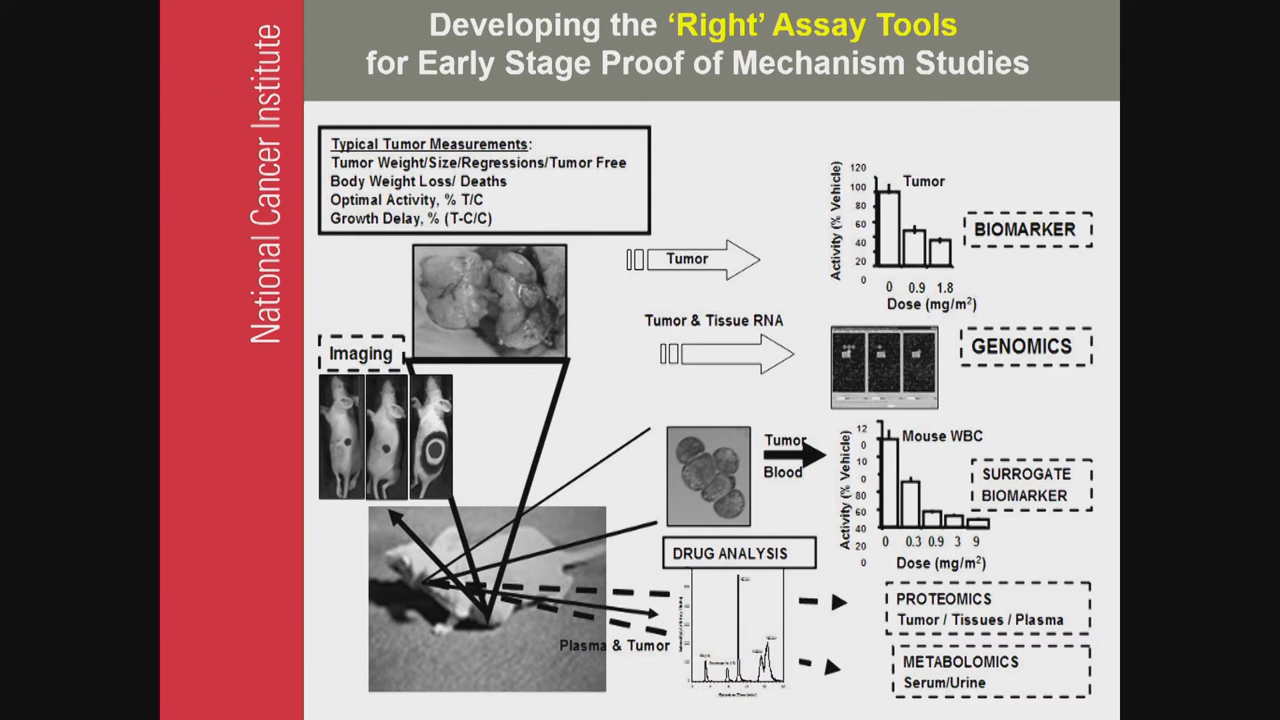 National Cancer Institute
Developing the ‘Right’ Assay Tools
for Early Stage Proof of Mechanism Studies
Typical Tumor Measurements:
Tumor Weight/Size/Regressions/Tumor Free
Body Weight Loss/ Deaths
Optimal Activity, % T/C
Growth Delay, % (T-C/C)
Tumor
Activity (% Vehicle)
120
100
80
60
40
20
0
Tumor
0 0.9 1.8
Dose (mg/m²)
BIOMARKER
Tumor & Tissue RNA
GENOMICS
Imaging
Tumor
Blood
Activity (% Vehicle)
12
0
10
0
80
60
40
20
0
Mouse WBC
0 0.3 0.9 3 9
Dose (mg/m²)
SURROGATE
BIOMARKER
DRUG ANALYSIS
Plasma & Tumor
PROTEOMICS
Tumor / Tissues / Plasma
METABOLOMICS
Serum/Urine